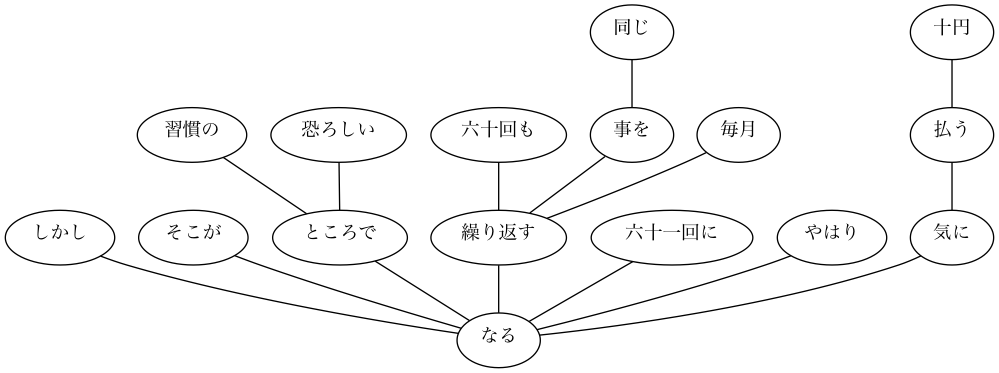 同じ
十円
習慣の
恐ろしい
六十回も
事を
毎月
払う
しかし
そこが
ところで
繰り返す
六十一回に
やはり
気に
なる